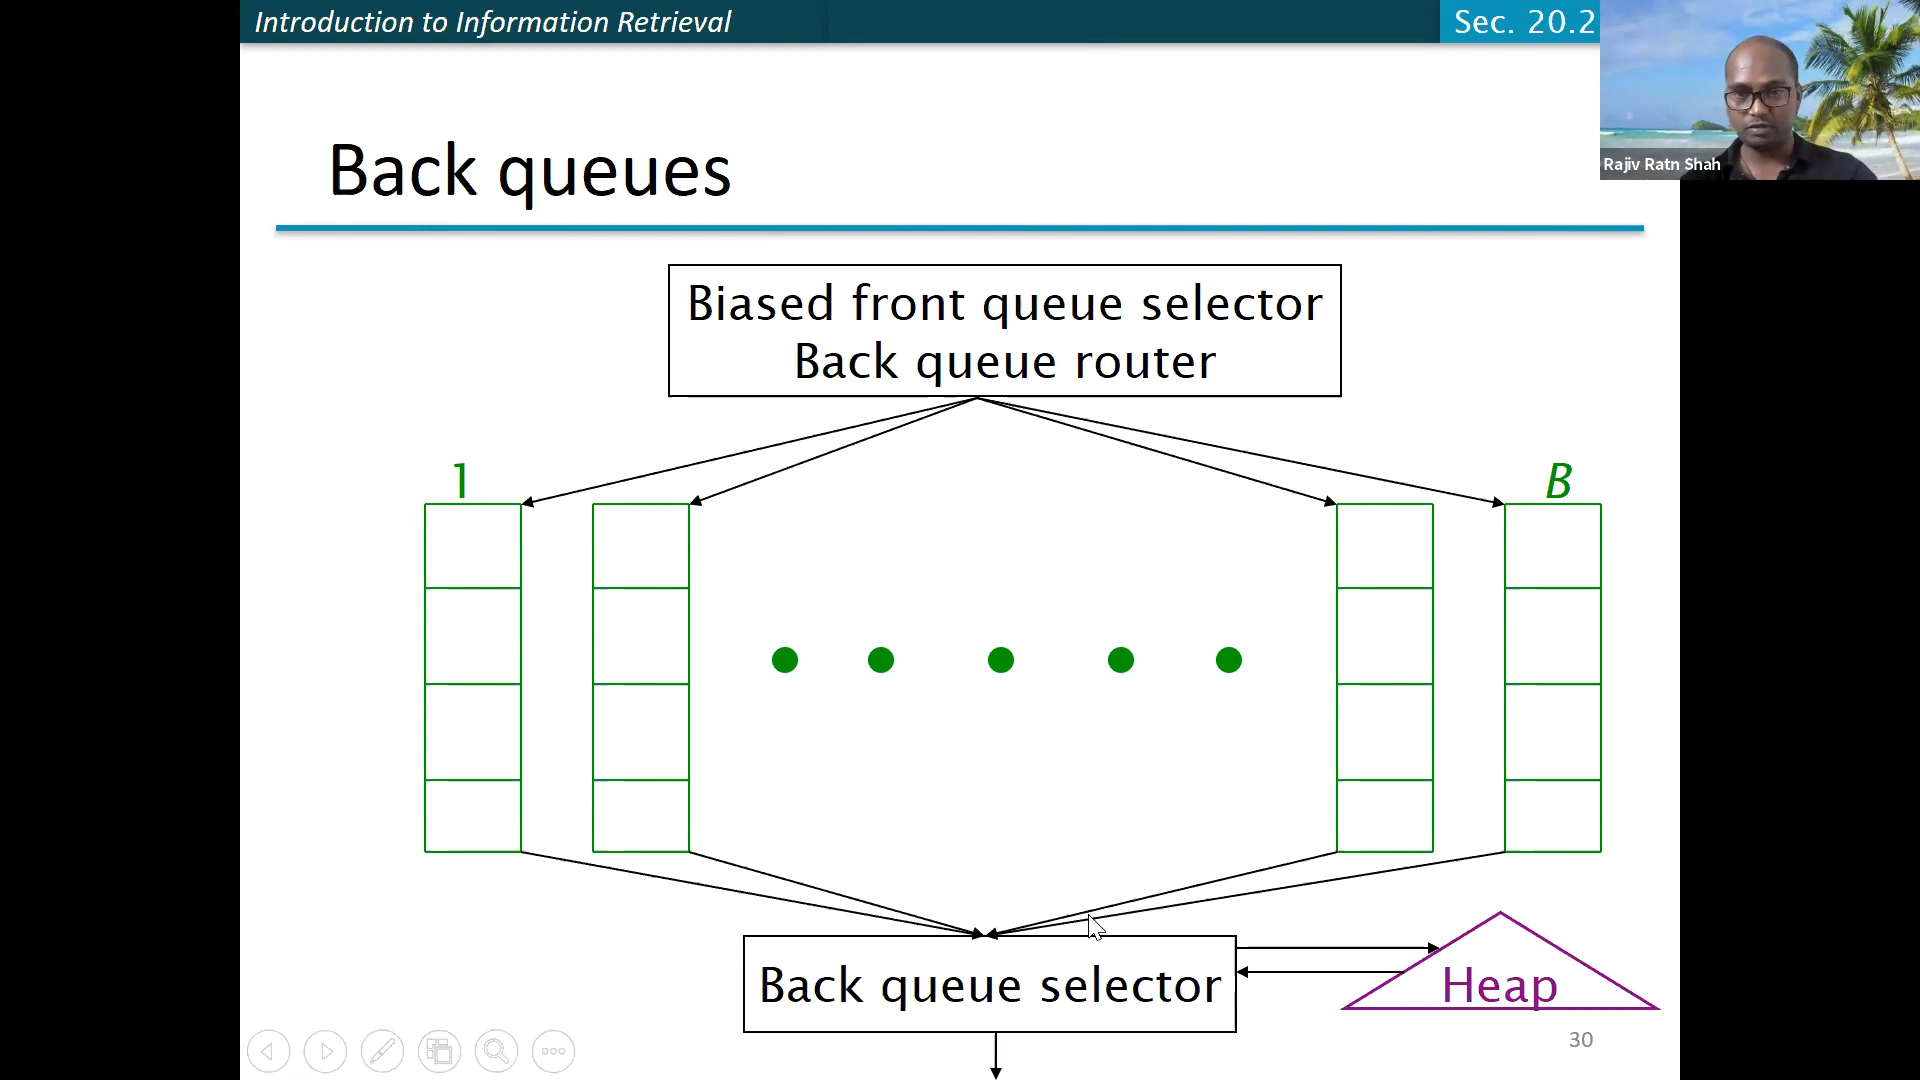 Introduction to Information Retrieval
Sec. 20.2
Rajiv Ratn Shah
Back queues
Biased front queue selector
Back queue router
1
B
Back queue selector
Heap
30